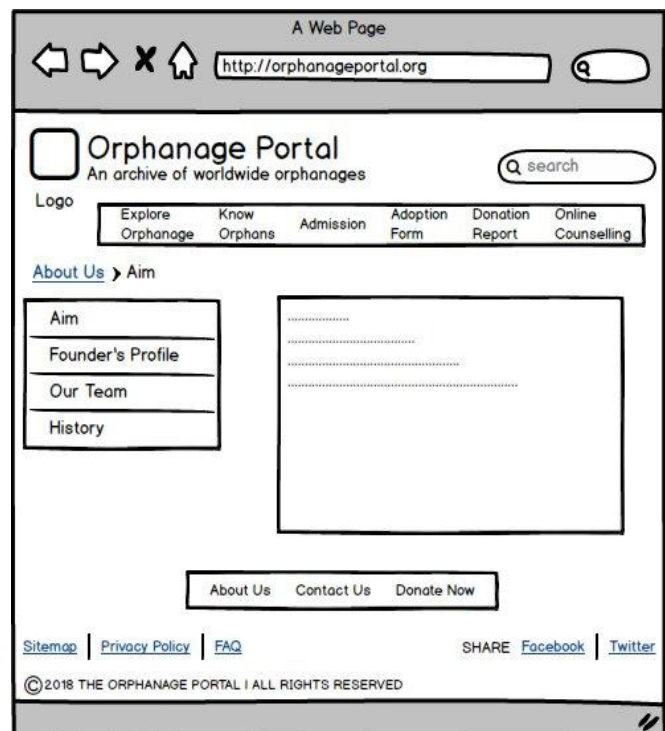 A Web Page
http://orphanageportal.org
Orphanage Portal
An archive of worldwide orphanages
search
Logo
Explore Orphanage Know Orphans Admission Adoption Form Donation Report Online Counselling
About Us ❯ Aim
Aim
Founder's Profile
Our Team
History
About Us Contact Us Donate Now
Sitemap Privacy Policy FAQ SHARE Facebook Twitter
©2018 THE ORPHANAGE PORTAL | ALL RIGHTS RESERVED